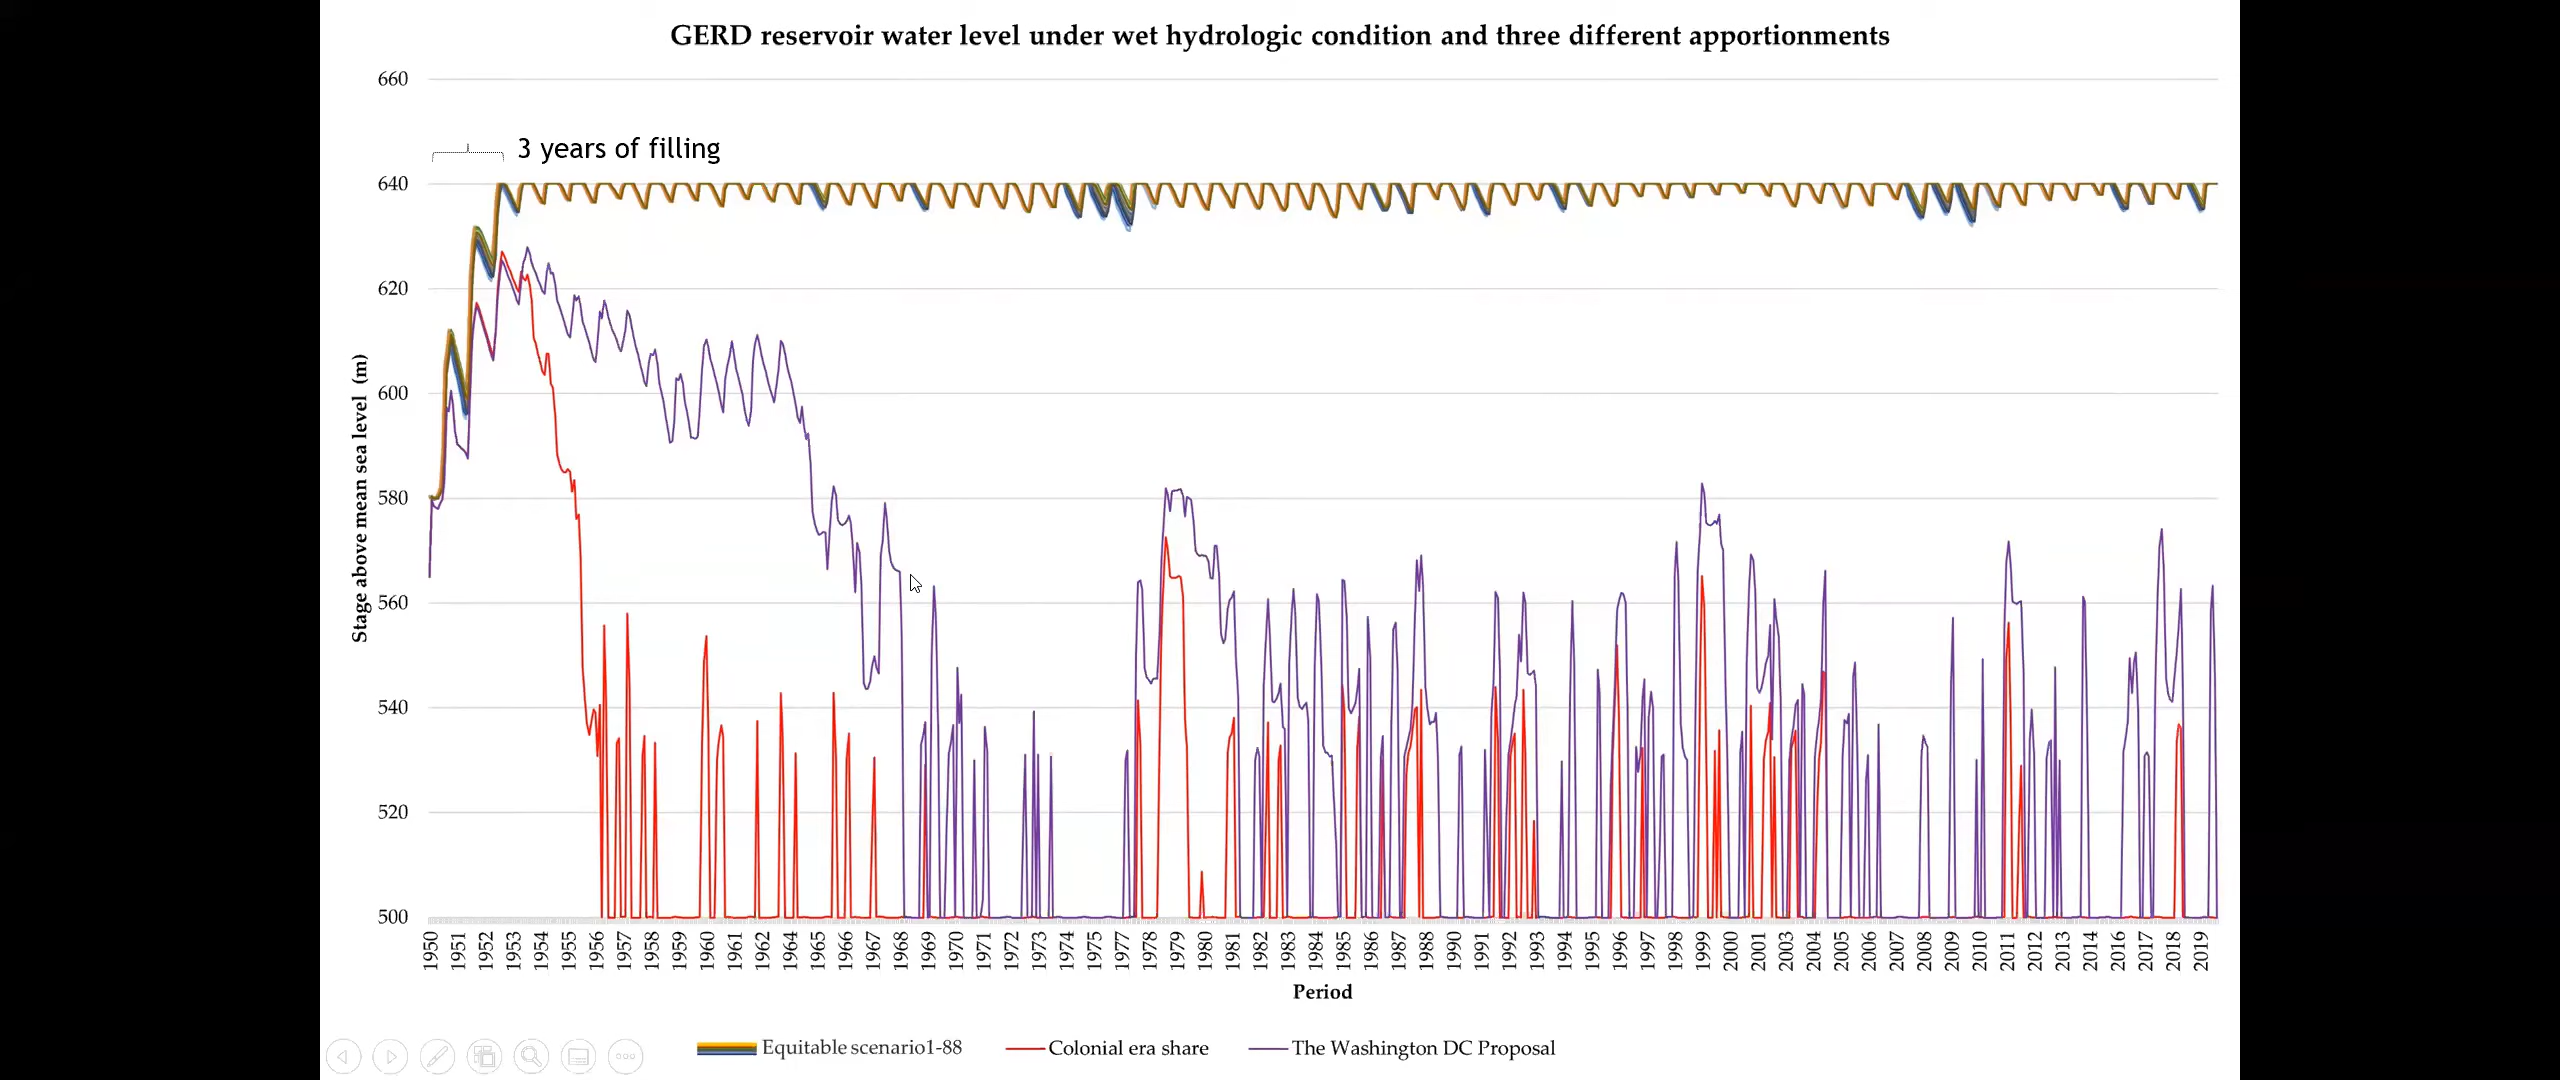 GERD reservoir water level under wet hydrologic condition and three different apportionments
660
3 years of filling
640
620
600
580
560
540
520
500
Stage above mean sea level (m)
1950 1951 1952 1953 1954 1955 1956 1957 1958 1959 1960 1961 1962 1964 1965 1966 1967 1968 1969 1970 1971 1972 1973 1974 1975 1977 1978 1979 1980 1981 1982 1983 1984 1985 1986 1987 1988 1990 1991 1992 1993 1994 1995 1996 1997 1998 1999 2000 2001 2003 2004 2005 2006 2007 2008 2009 2010 2011 2012 2013 2014 2016 2017 2018 2019
Period
Equitable scenario1-88 Colonial era share The Washington DC Proposal